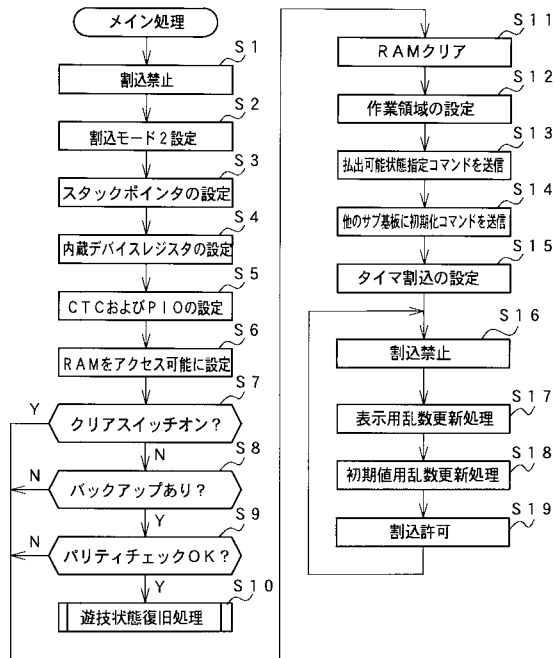 メイン処理
S1
割込禁止
S2
割込モード2設定
S3
スタックポインタの設定
S4
内蔵デバイスレジスタの設定
S5
CTCおよびPIOの設定
S6
RAMをアクセス可能に設定
S7
Y
クリアスイッチオン?
N
S8
N
バックアップあり?
Y
S9
N
パリティチェックOK?
Y
S10
遊技状態復旧処理
S11
RAMクリア
S12
作業領域の設定
S13
払出可能状態指定コマンドを送信
S14
他のサブ基板に初期化コマンドを送信
S15
タイマ割込の設定
S16
割込禁止
S17
表示用乱数更新処理
S18
初期値用乱数更新処理
S19
割込許可